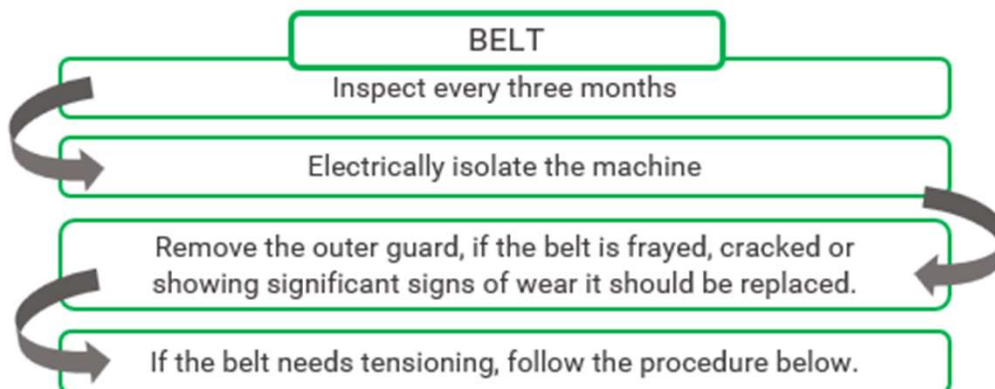 BELT
Inspect every three months
Electrically isolate the machine
Remove the outer guard, if the belt is frayed, cracked or
showing significant signs of wear it should be replaced.
If the belt needs tensioning, follow the procedure below.